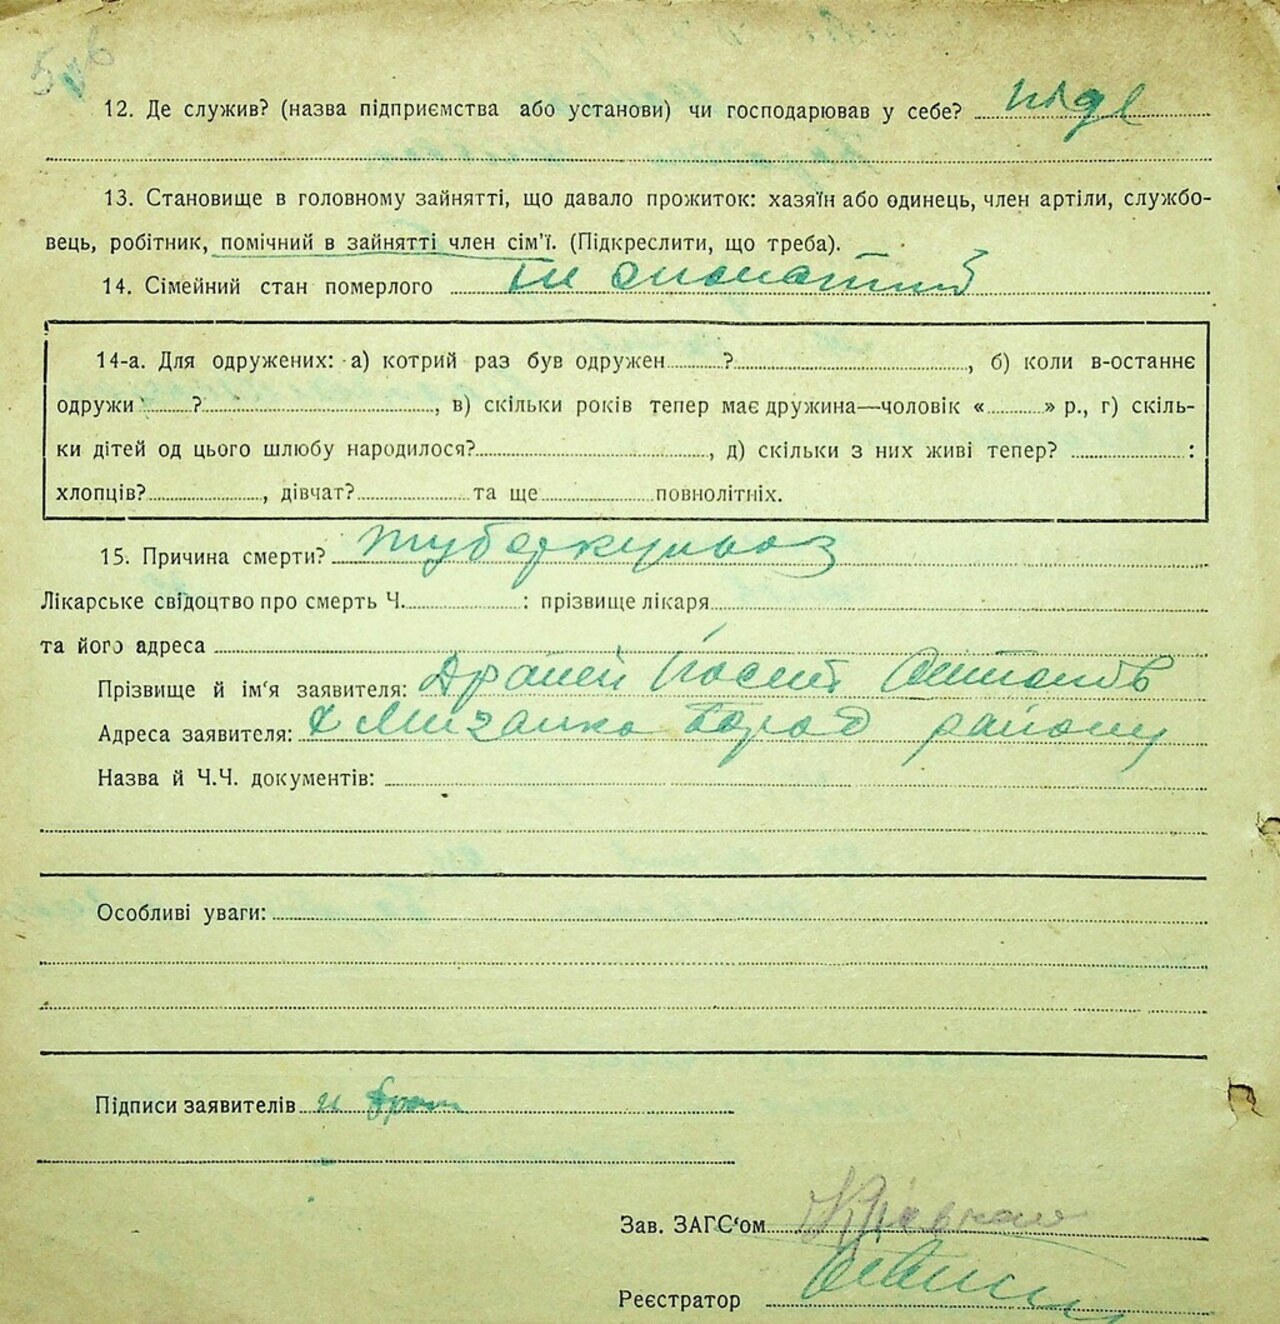 12. Де служив? (назва підприємства або установи) чи господарював у себе? ніде
13. Становище в головному зайнятті, що давало прожиток: хазяїн або одинець, член артіли, службо-
вець, робітник, помічний в зайнятті член сім'ї. (Підкреслити, що треба).
14. Сімейний стан померлого
14-а. Для одружених: а) котрий раз був одружен......?......, б) коли в-останнє
одружи......?......, в) скільки років тепер має дружина—чоловік «......» р., г) скіль-
ки дітей од цього шлюбу народилося?......, д) скільки з них живі тепер? ......:
хлопців?......, дівчат?......та ще......повнолітніх.
15. Причина смерти? туберкульоз
Лікарське свідоцтво про смерть Ч.......: прізвище лікаря
та його адреса
Прізвище й ім'я заявителя: Йосип
Адреса заявителя: х району
Назва й Ч.Ч. документів:
Особливі уваги:
Підписи заявителів
Зав. ЗАГС'ом
Реєстратор